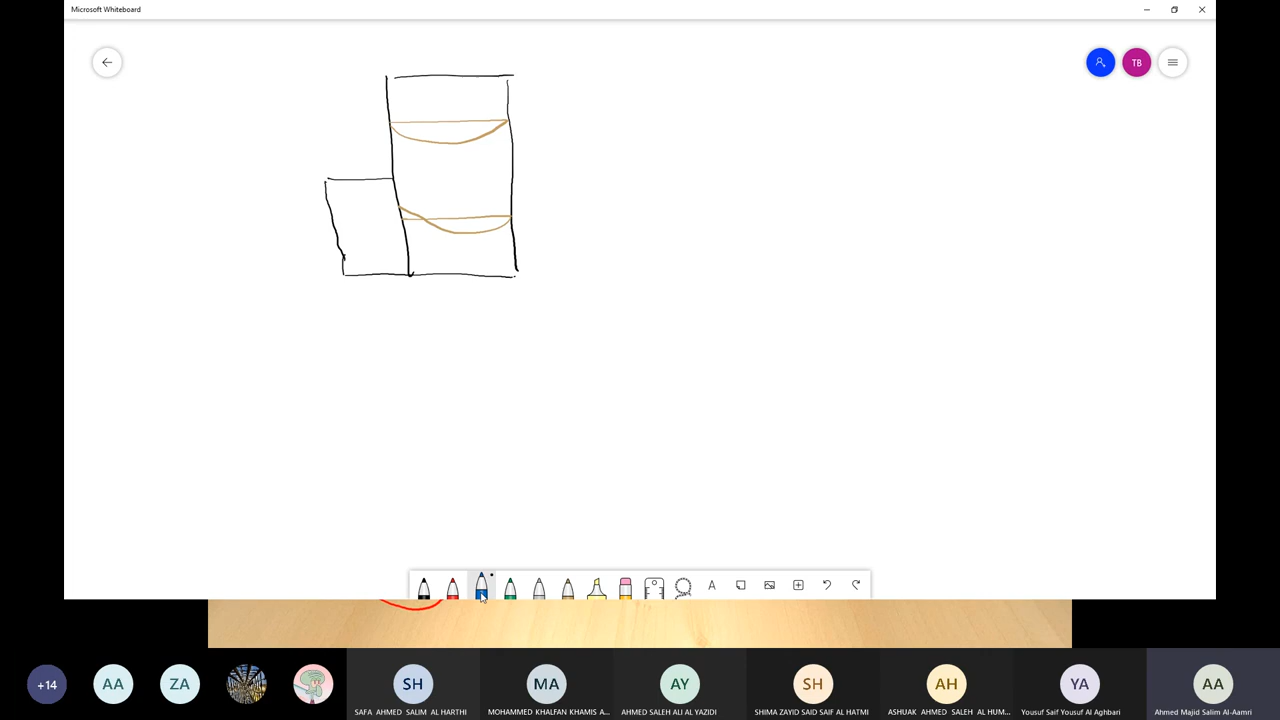 Microsoft Whiteboard
TB
A
+14
AA
ZA
SH
MA
AY
SH
AH
YA
AA
SAFA AHMED SALIM AL HARTHI
MOHAMMED KHALFAN KHAMIS A...
AHMED SALEH ALI AL YAZIDI
SHIMA ZAYID SAID SAIF AL HATMI
ASHUAK AHMED SALEH AL HUM...
Yousuf Saif Yousuf Al Aghbari
Ahmed Majid Salim Al-Aamri